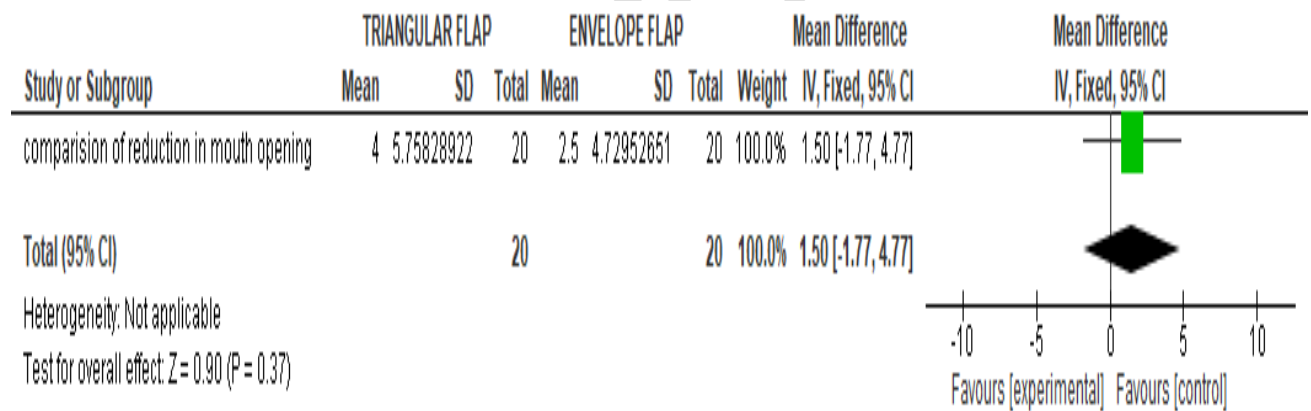 TRIANGULAR FLAP ENVELOPE FLAP Mean Difference Mean Difference
Study or Subgroup Mean SD Total Mean SD Total Weight IV, Fixed, 95% CI IV, Fixed, 95% CI
comparision of reduction in mouth opening 4 5.75828922 20 2.5 4.72952651 20 100.0% 1.50 [-1.77, 4.77]
Total (95% CI) 20 20 100.0% 1.50 [-1.77, 4.77]
Heterogeneity: Not applicable
Test for overall effect: Z = 0.90 (P = 0.37)
-10 -5 0 5 10
Favours [experimental] Favours [control]